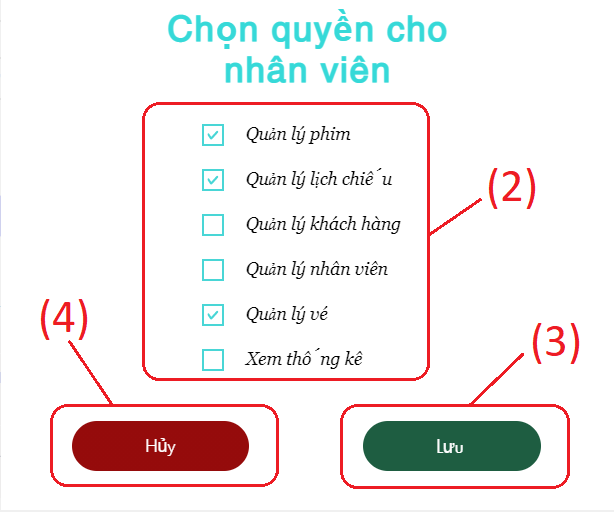 Chọn quyền cho
nhân viên
Quản lý phim
Quản lý lịch chiếu
(2)
Quản lý khách hàng
Quản lý nhân viên
(4)
Quản lý vé
(3)
Xem thống kê
Hủy
Lưu